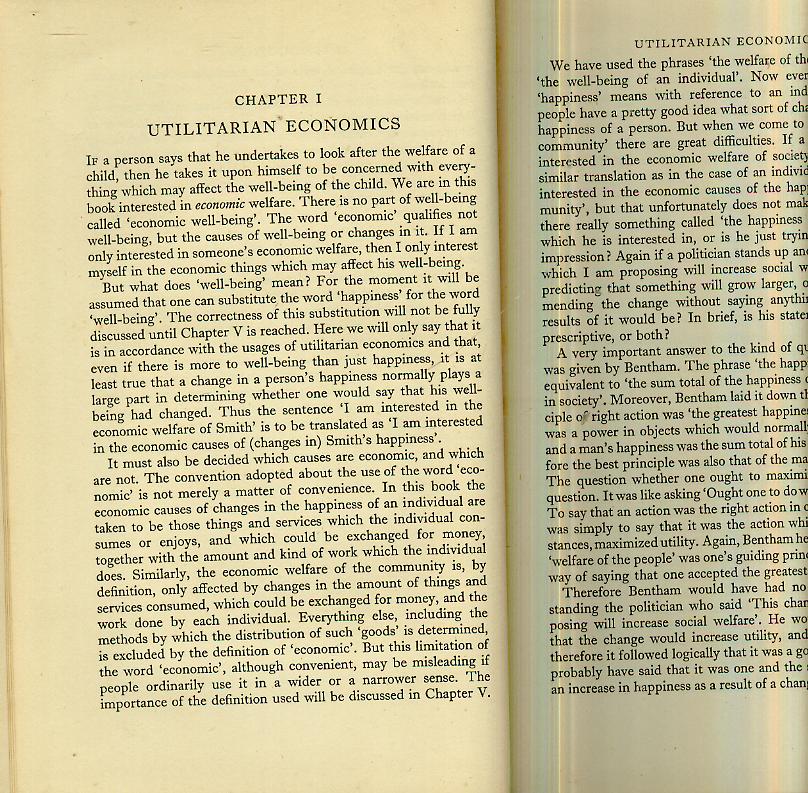 CHAPTER I
UTILITARIAN ECONOMICS
IF a person says that he undertakes to look after the welfare of a
child, then he takes it upon himself to be concerned with every-
thing which may affect the well-being of the child. We are in this
book interested in economic welfare. There is no part of well-being
called ‘economic well-being’. The word ‘economic’ qualifies not
well-being, but the causes of well-being or changes in it. If I am
only interested in someone's economic welfare, then I only interest
myself in the economic things which may affect his well-being.
But what does ‘well-being’ mean? For the moment it will be
assumed that one can substitute the word ‘happiness’ for the word
‘well-being’. The correctness of this substitution will not be fully
discussed until Chapter V is reached. Here we will only say that it
is in accordance with the usages of utilitarian economics and that,
even if there is more to well-being than just happiness, it is at
least true that a change in a person's happiness normally plays a
large part in determining whether one would say that his well-
being had changed. Thus the sentence ‘I am interested in the
economic welfare of Smith’ is to be translated as ‘I am interested
in the economic causes of (changes in) Smith's happiness’.
It must also be decided which causes are economic, and which
are not. The convention adopted about the use of the word ‘eco-
nomic’ is not merely a matter of convenience. In this book the
economic causes of changes in the happiness of an individual are
taken to be those things and services which the individual con-
sumes or enjoys, and which could be exchanged for money,
together with the amount and kind of work which the individual
does. Similarly, the economic welfare of the community is, by
definition, only affected by changes in the amount of things and
services consumed, which could be exchanged for money, and the
work done by each individual. Everything else, including the
methods by which the distribution of such ‘goods’ is determined,
is excluded by the definition of ‘economic’. But this limitation of
the word ‘economic’, although convenient, may be misleading if
people ordinarily use it in a wider or a narrower sense. The
importance of the definition used will be discussed in Chapter V.
UTILITARIAN ECONOMIC
We have used the phrases ‘the welfare of th
‘the well-being of an individual’. Now ever
‘happiness’ means with reference to an ind
people have a pretty good idea what sort of cha
happiness of a person. But when we come to
community’ there are great difficulties. If a
interested in the economic welfare of society
similar translation as in the case of an individ
interested in the economic causes of the hap
munity’, but that unfortunately does not mak
there really something called ‘the happiness
which he is interested in, or is he just tryin
impression? Again if a politician stands up an
which I am proposing will increase social w
predicting that something will grow larger, o
mending the change without saying anythi
results of it would be? In brief, is his state
prescriptive, or both?
A very important answer to the kind of qu
was given by Bentham. The phrase ‘the happ
equivalent to ‘the sum total of the happiness
in society’. Moreover, Bentham laid it down th
ciple of right action was ‘the greatest happine
was a power in objects which would normall
and a man's happiness was the sum total of his
fore the best principle was also that of the ma
The question whether one ought to maximi
question. It was like asking ‘Ought one to do w
To say that an action was the right action in c
was simply to say that it was the action whi
stances, maximized utility. Again, Bentham he
‘welfare of the people’ was one's guiding prin
way of saying that one accepted the greatest
Therefore Bentham would have had no
standing the politician who said ‘This char
posing will increase social welfare’. He wo
that the change would increase utility, and
therefore it followed logically that it was a go
probably have said that it was one and the
an increase in happiness as a result of a chan